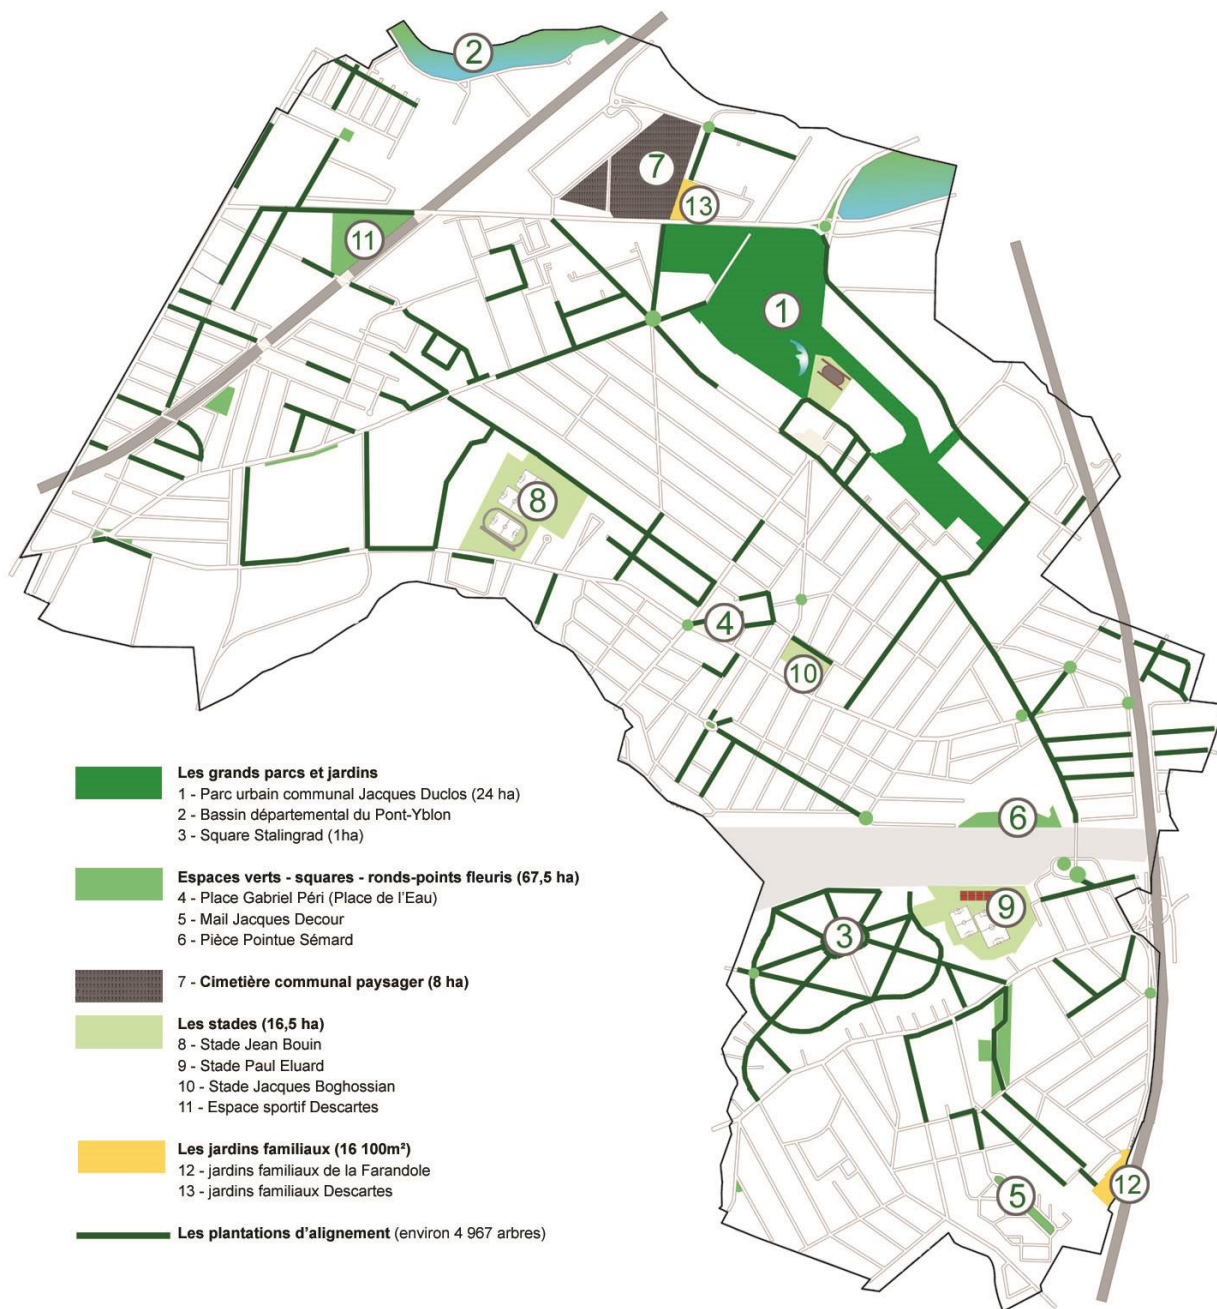 2
7
13
11
1
8
4
10
6
9
3
5
12
Les grands parcs et jardins
1 - Parc urbain communal Jacques Duclos (24 ha)
2 - Bassin départemental du Pont-Yblon
3 - Square Stalingrad (1ha)
Espaces verts - squares - ronds-points fleuris (67,5 ha)
4 - Place Gabriel Péri (Place de l'Eau)
5 - Mail Jacques Decour
6 - Pièce Pointue Sémard
7 - Cimetière communal paysager (8 ha)
Les stades (16,5 ha)
8 - Stade Jean Bouin
9 - Stade Paul Eluard
10 - Stade Jacques Boghossian
11 - Espace sportif Descartes
Les jardins familiaux (16 100m²)
12 - jardins familiaux de la Farandole
13 - jardins familiaux Descartes
Les plantations d'alignement (environ 4 967 arbres)